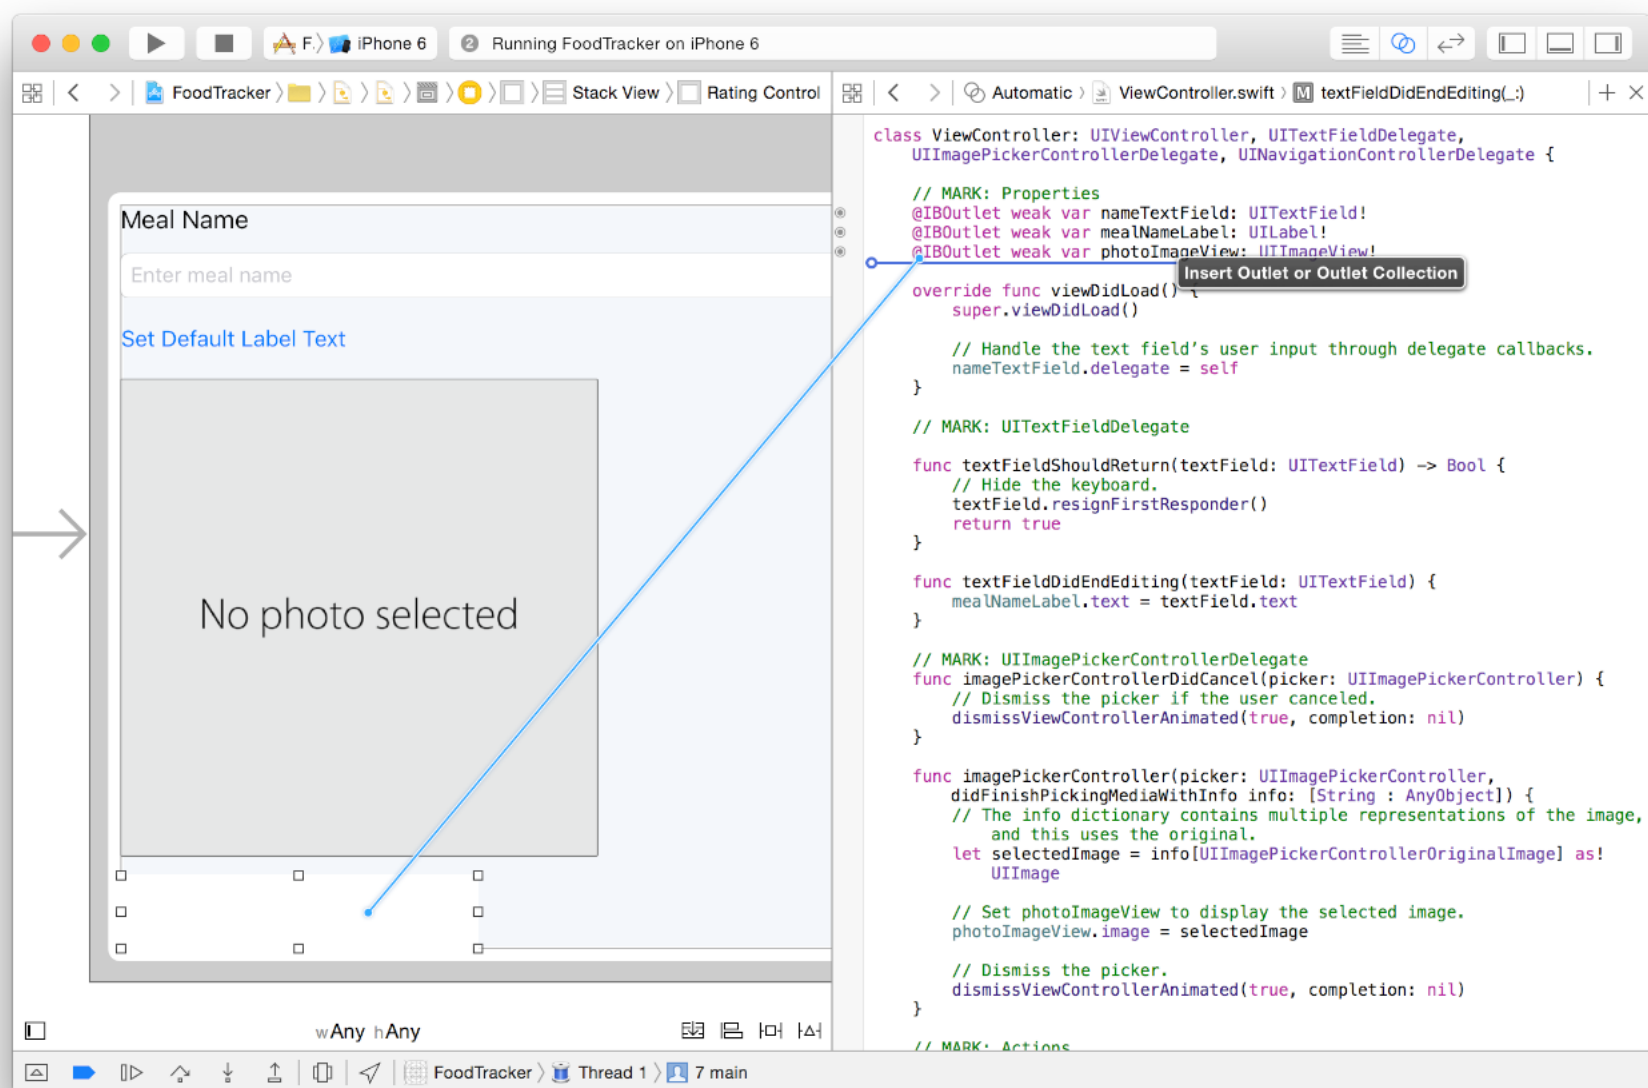 F. iPhone 6
2 Running FoodTracker on iPhone 6
FoodTracker Stack View Rating Control
Automatic ViewController.swift M textFieldDidEndEditing(_:)
Meal Name
Enter meal name
Set Default Label Text
No photo selected
wAny hAny
class ViewController: UIViewController, UITextFieldDelegate,
UIImagePickerControllerDelegate, UINavigationControllerDelegate {
// MARK: Properties
@IBOutlet weak var nameTextField: UITextField!
@IBOutlet weak var mealNameLabel: UILabel!
@IBOutlet weak var photoImageView: UIImageView!
Insert Outlet or Outlet Collection
override func viewDidLoad() {
super.viewDidLoad()
// Handle the text field’s user input through delegate callbacks.
nameTextField.delegate = self
}
// MARK: UITextFieldDelegate
func textFieldShouldReturn(textField: UITextField) -> Bool {
// Hide the keyboard.
textField.resignFirstResponder()
return true
}
func textFieldDidEndEditing(textField: UITextField) {
mealNameLabel.text = textField.text
}
// MARK: UIImagePickerControllerDelegate
func imagePickerControllerDidCancel(picker: UIImagePickerController) {
// Dismiss the picker if the user canceled.
dismissViewControllerAnimated(true, completion: nil)
}
func imagePickerController(picker: UIImagePickerController,
didFinishPickingMediaWithInfo info: [String : AnyObject]) {
// The info dictionary contains multiple representations of the image,
and this uses the original.
let selectedImage = info[UIImagePickerControllerOriginalImage] as!
UIImage
// Set photoImageView to display the selected image.
photoImageView.image = selectedImage
// Dismiss the picker.
dismissViewControllerAnimated(true, completion: nil)
}
// MARK: Actions
FoodTracker Thread 1 7 main